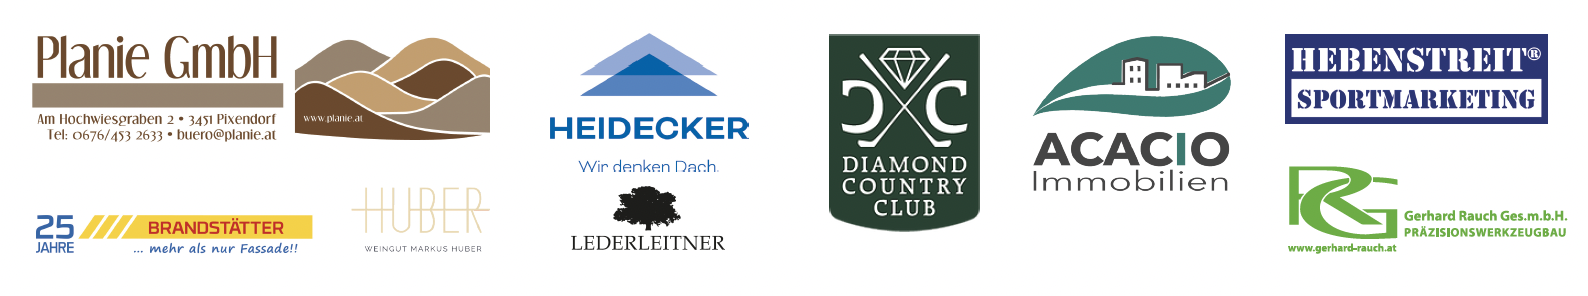 Planie GmbH
Am Hochwiesgraben 2 • 3451 Pixendorf
Tel: 0676/453 2633 • buero@planie.at
www.planie.at
HEIDECKER
Wir denken Dach.
DIAMOND
COUNTRY
CLUB
ACACIO
Immobilien
HEBENSTREIT®
SPORTMARKETING
25
JAHRE
BRANDSTÄTTER
... mehr als nur Fassade!!
HUBER
WEINGUT MARKUS HUBER
LEDERLEITNER
RG
Gerhard Rauch Ges.m.b.H.
PRÄZISIONSWERKZEUGBAU
www.gerhard-rauch.at